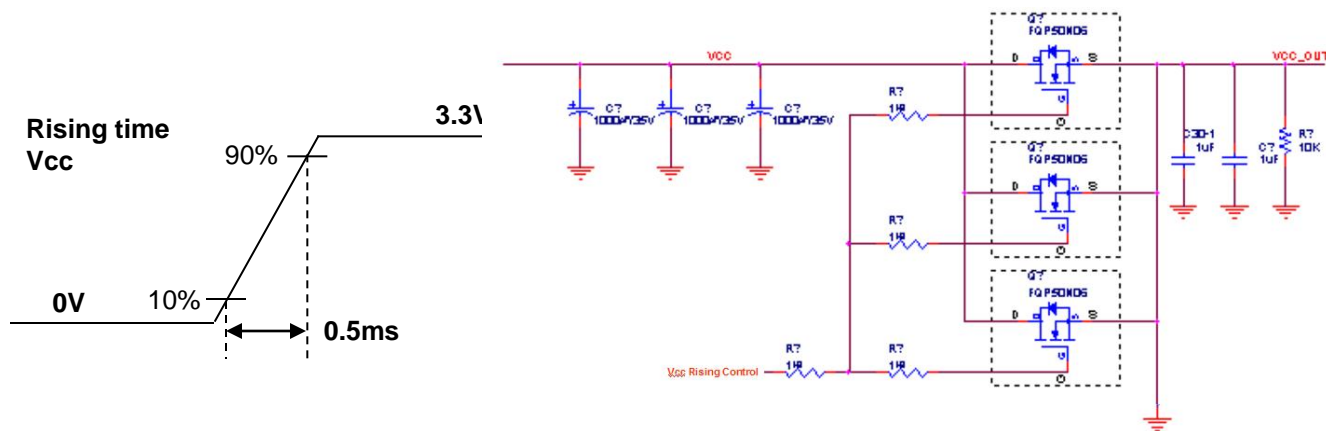 Rising time
Vcc
3.3V
90%
10%
0V
0.5ms
VCC
VCC_OUT
Q?
FQP50N06
D
S
G
C?
1000uF/35V
C?
1000uF/35V
C?
1000uF/35V
R?
1K
C30-1
1uF
C?
1uF
R?
10K
Q?
FQP50N06
D
S
G
R?
1K
Q?
FQP50N06
D
S
G
R?
1K
R?
1K
Vcc Rising Control